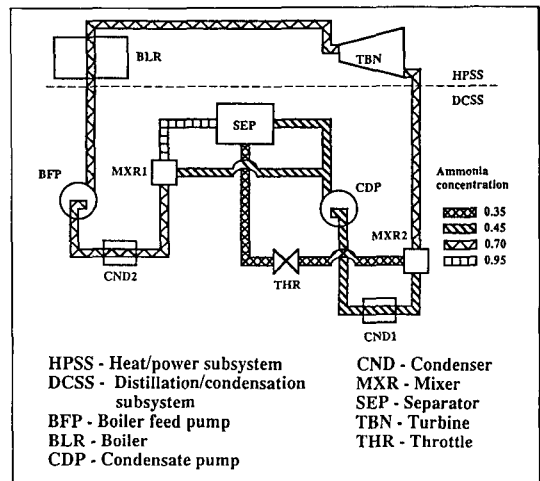 BLR
TBN
HPSS
DCSS
SEP
BFP
MXR1
CDP
Ammonia
concentration
0.35
0.45
0.70
0.95
MXR2
CND2
THR
CND1
HPSS - Heat/power subsystem
DCSS - Distillation/condensation
subsystem
BFP - Boiler feed pump
BLR - Boiler
CDP - Condensate pump
CND - Condenser
MXR - Mixer
SEP - Separator
TBN - Turbine
THR - Throttle